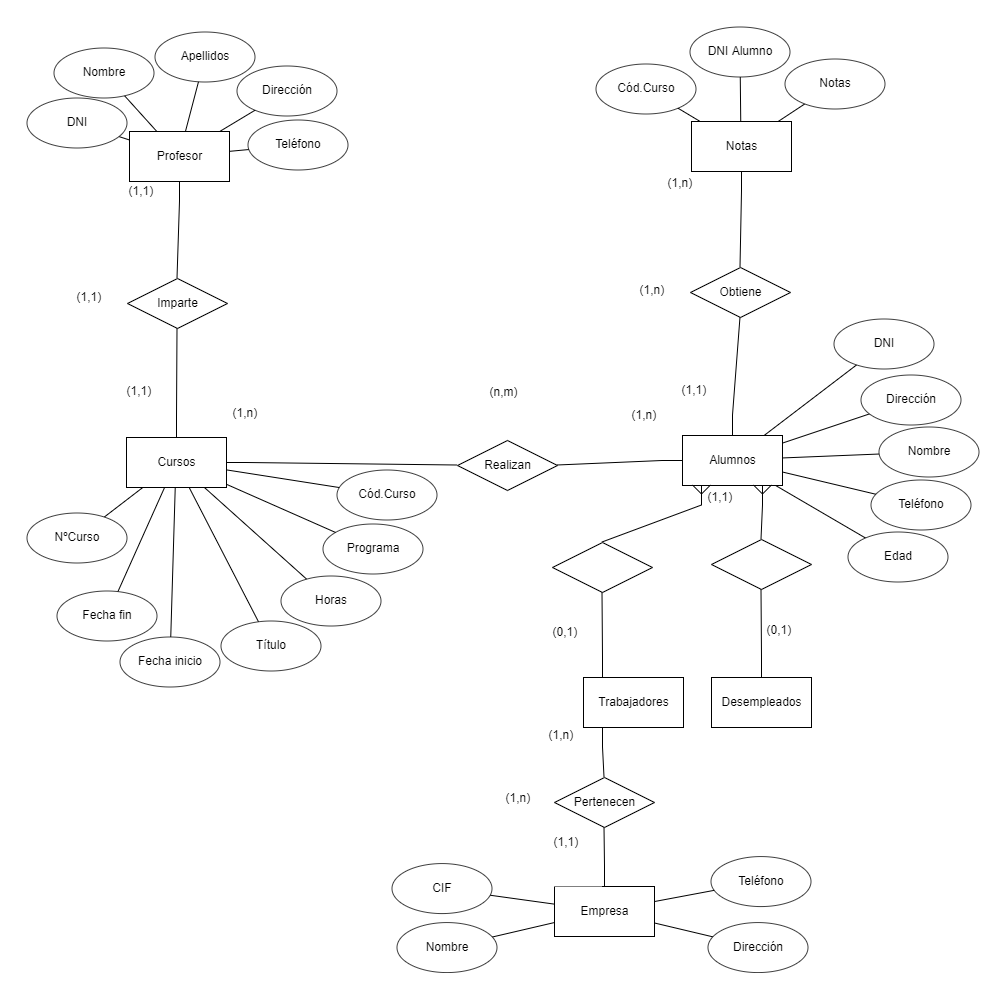 Apellidos
Nombre
Dirección
DNI
Teléfono
Profesor
(1,1)
DNI Alumno
Cód.Curso
Notas
Notas
(1,n)
(1,1)
Imparte
(1,n)
Obtiene
(1,1)
(1,n)
(n,m)
(1,1)
(1,n)
DNI
Dirección
Nombre
Teléfono
Edad
Cursos
Realizan
Alumnos
(1,1)
Cód.Curso
NºCurso
Programa
Horas
Fecha fin
Título
Fecha inicio
(0,1)
(0,1)
Trabajadores
Desempleados
(1,n)
(1,n)
Pertenecen
(1,1)
CIF
Teléfono
Empresa
Nombre
Dirección